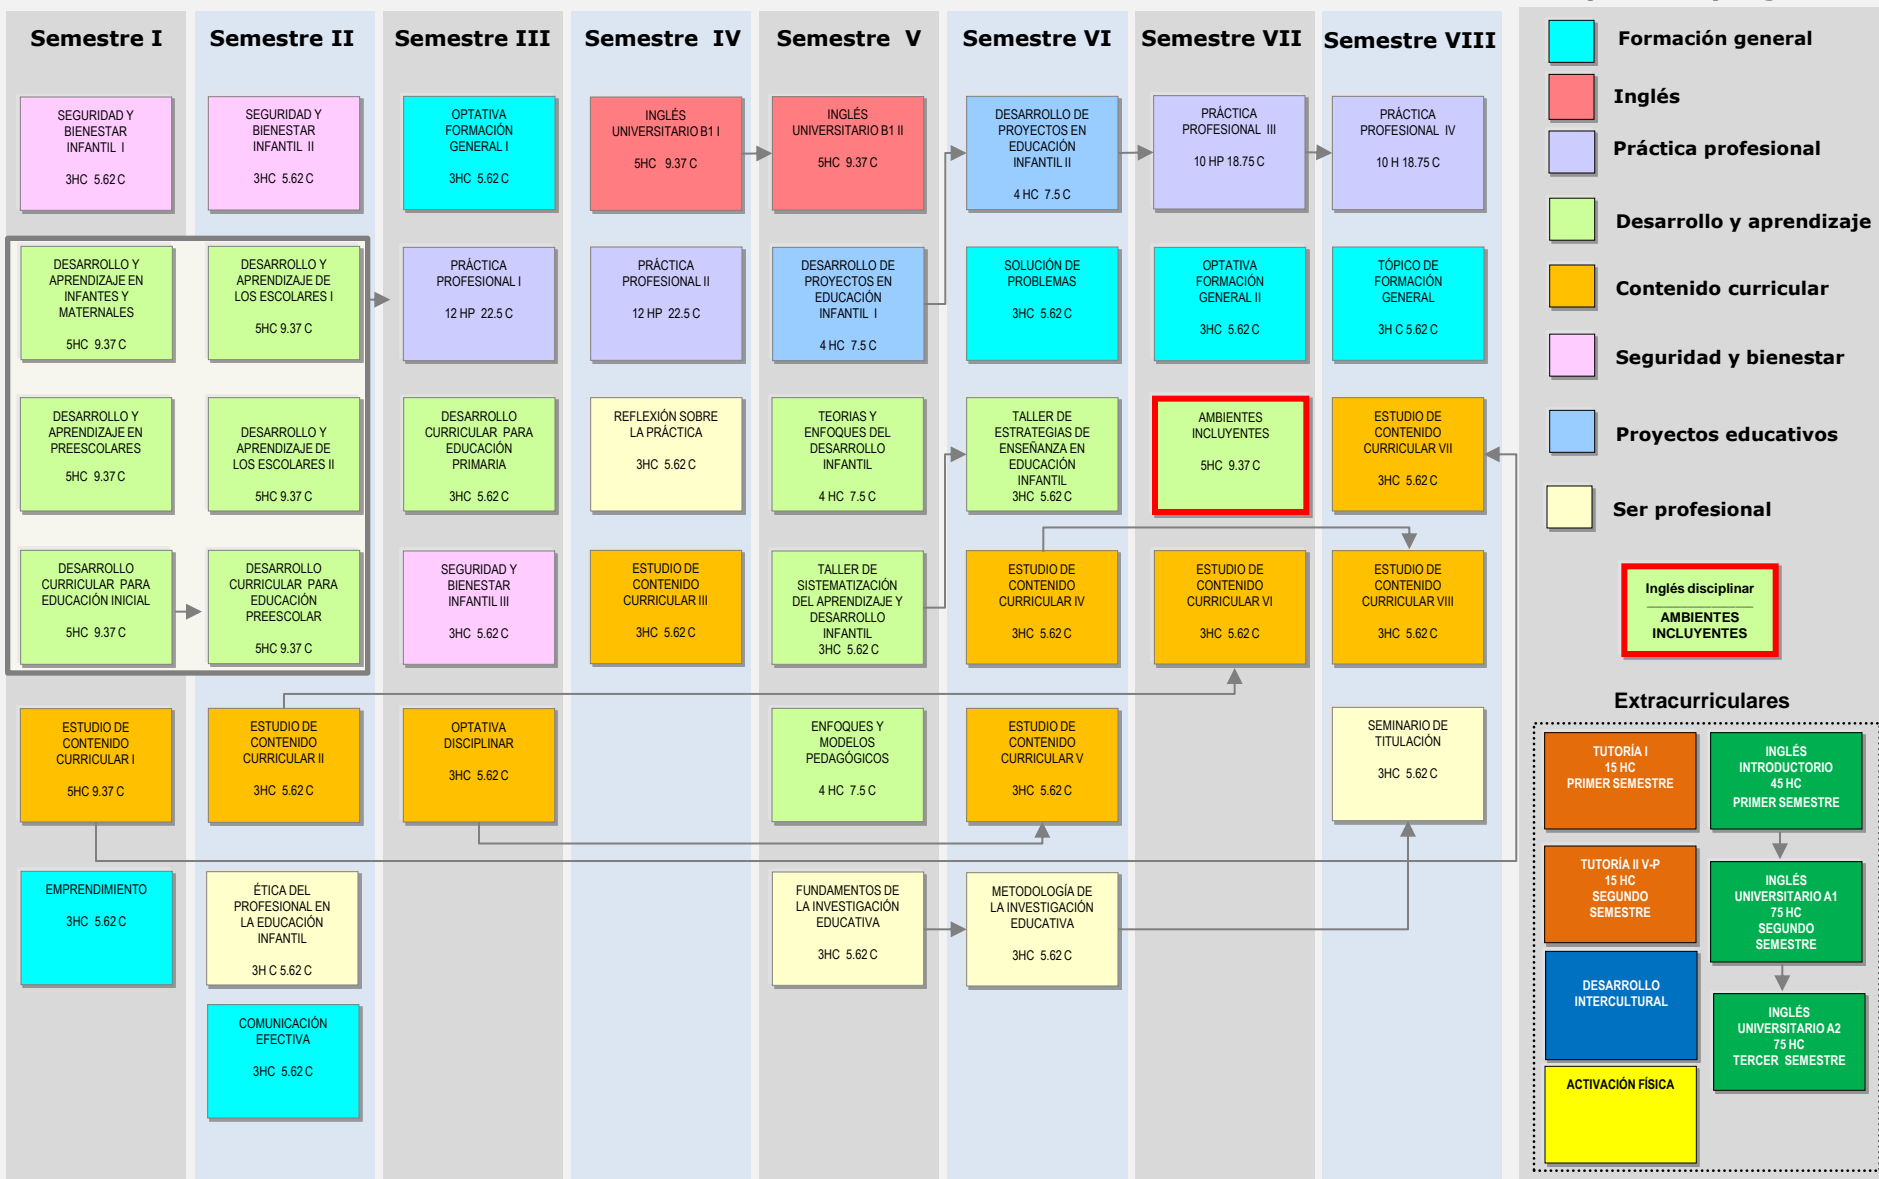 Semestre I
SEGURIDAD Y
BIENESTAR
INFANTIL I
3HC 5.62 C
DESARROLLO Y
APRENDIZAJE EN
INFANTES Y
MATERNALES
5HC 9.37 C
DESARROLLO Y
APRENDIZAJE EN
PREESCOLARES
5HC 9.37 C
DESARROLLO
CURRICULAR PARA
EDUCACIÓN INICIAL
5HC 9.37 C
ESTUDIO DE
CONTENIDO
CURRICULAR I
5HC 9.37 C
EMPRENDIMIENTO
3HC 5.62 C
Semestre II
SEGURIDAD Y
BIENESTAR
INFANTIL II
3HC 5.62 C
DESARROLLO Y
APRENDIZAJE DE
LOS ESCOLARES I
5HC 9.37 C
DESARROLLO Y
APRENDIZAJE DE
LOS ESCOLARES II
5HC 9.37 C
DESARROLLO
CURRICULAR PARA
EDUCACIÓN
PREESCOLAR
5HC 9.37 C
ESTUDIO DE
CONTENIDO
CURRICULAR II
3HC 5.62 C
ÉTICA DEL
PROFESIONAL EN
LA EDUCACIÓN
INFANTIL
3H C 5.62 C
COMUNICACIÓN
EFECTIVA
3HC 5.62 C
Semestre III
OPTATIVA
FORMACIÓN
GENERAL I
3HC 5.62 C
PRÁCTICA
PROFESIONAL I
12 HP 22.5 C
DESARROLLO
CURRICULAR PARA
EDUCACIÓN
PRIMARIA
3HC 5.62 C
SEGURIDAD Y
BIENESTAR
INFANTIL III
3HC 5.62 C
OPTATIVA
DISCIPLINAR
3HC 5.62 C
Semestre IV
INGLÉS
UNIVERSITARIO B1 I
5HC 9.37 C
PRÁCTICA
PROFESIONAL II
12 HP 22.5 C
REFLEXIÓN SOBRE
LA PRÁCTICA
3HC 5.62 C
ESTUDIO DE
CONTENIDO
CURRICULAR III
3HC 5.62 C
Semestre V
INGLÉS
UNIVERSITARIO B1 II
5HC 9.37 C
DESARROLLO DE
PROYECTOS EN
EDUCACIÓN
INFANTIL I
4 HC 7.5 C
TEORIAS Y
ENFOQUES DEL
DESARROLLO
INFANTIL
4 HC 7.5 C
TALLER DE
SISTEMATIZACIÓN
DEL APRENDIZAJE Y
DESARROLLO
INFANTIL
3HC 5.62 C
ENFOQUES Y
MODELOS
PEDAGÓGICOS
4 HC 7.5 C
FUNDAMENTOS DE
LA INVESTIGACIÓN
EDUCATIVA
3HC 5.62 C
Semestre VI
DESARROLLO DE
PROYECTOS EN
EDUCACIÓN
INFANTIL II
4 HC 7.5 C
SOLUCIÓN DE
PROBLEMAS
3HC 5.62 C
TALLER DE
ESTRATEGIAS DE
ENSEÑANZA EN
EDUCACIÓN
INFANTIL
3HC 5.62 C
ESTUDIO DE
CONTENIDO
CURRICULAR IV
3HC 5.62 C
ESTUDIO DE
CONTENIDO
CURRICULAR V
3HC 5.62 C
METODOLOGÍA DE
LA INVESTIGACIÓN
EDUCATIVA
3HC 5.62 C
Semestre VII
PRÁCTICA
PROFESIONAL III
10 HP 18.75 C
OPTATIVA
FORMACIÓN
GENERAL II
3HC 5.62 C
AMBIENTES
INCLUYENTES
5HC 9.37 C
ESTUDIO DE
CONTENIDO
CURRICULAR VI
3HC 5.62 C
Semestre VIII
PRÁCTICA
PROFESIONAL IV
10 H 18.75 C
TÓPICO DE
FORMACIÓN
GENERAL
3H C 5.62 C
ESTUDIO DE
CONTENIDO
CURRICULAR VII
3HC 5.62 C
ESTUDIO DE
CONTENIDO
CURRICULAR VIII
3HC 5.62 C
SEMINARIO DE
TITULACIÓN
3HC 5.62 C
Formación general
Inglés
Práctica profesional
Desarrollo y aprendizaje
Contenido curricular
Seguridad y bienestar
Proyectos educativos
Ser profesional
Inglés disciplinar
AMBIENTES
INCLUYENTES
Extracurriculares
TUTORÍA I
15 HC
PRIMER SEMESTRE
TUTORÍA II V-P
15 HC
SEGUNDO
SEMESTRE
DESARROLLO
INTERCULTURAL
ACTIVACIÓN FÍSICA
INGLÉS
INTRODUCTORIO
45 HC
PRIMER SEMESTRE
INGLÉS
UNIVERSITARIO A1
75 HC
SEGUNDO
SEMESTRE
INGLÉS
UNIVERSITARIO A2
75 HC
TERCER SEMESTRE